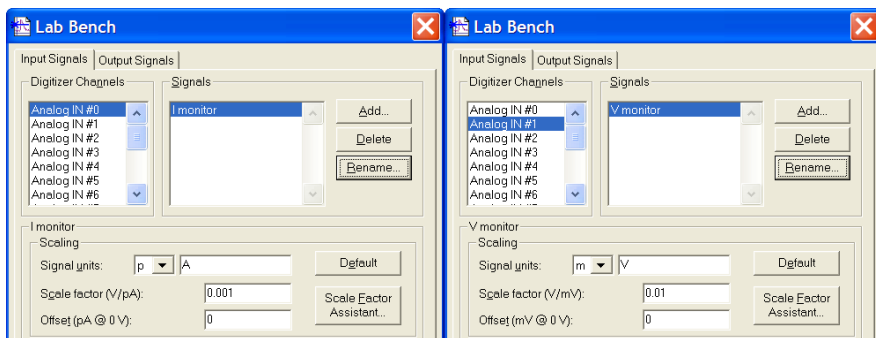 Lab Bench
Input Signals Output Signals
Digitizer Channels Signals
Analog IN #0
Analog IN #1
Analog IN #2
Analog IN #3
Analog IN #4
Analog IN #5
Analog IN #6
I monitor
Add...
Delete
Rename...
I monitor
Scaling
Signal units: p A Default
Scale factor (V/pA): 0.001
Offset (pA @ 0 V): 0
Scale Factor
Assistant...
Lab Bench
Input Signals Output Signals
Digitizer Channels Signals
Analog IN #0
Analog IN #1
Analog IN #2
Analog IN #3
Analog IN #4
Analog IN #5
Analog IN #6
V monitor
Add...
Delete
Rename...
V monitor
Scaling
Signal units: m V Default
Scale factor (V/mV): 0.01
Offset (mV @ 0 V): 0
Scale Factor
Assistant...